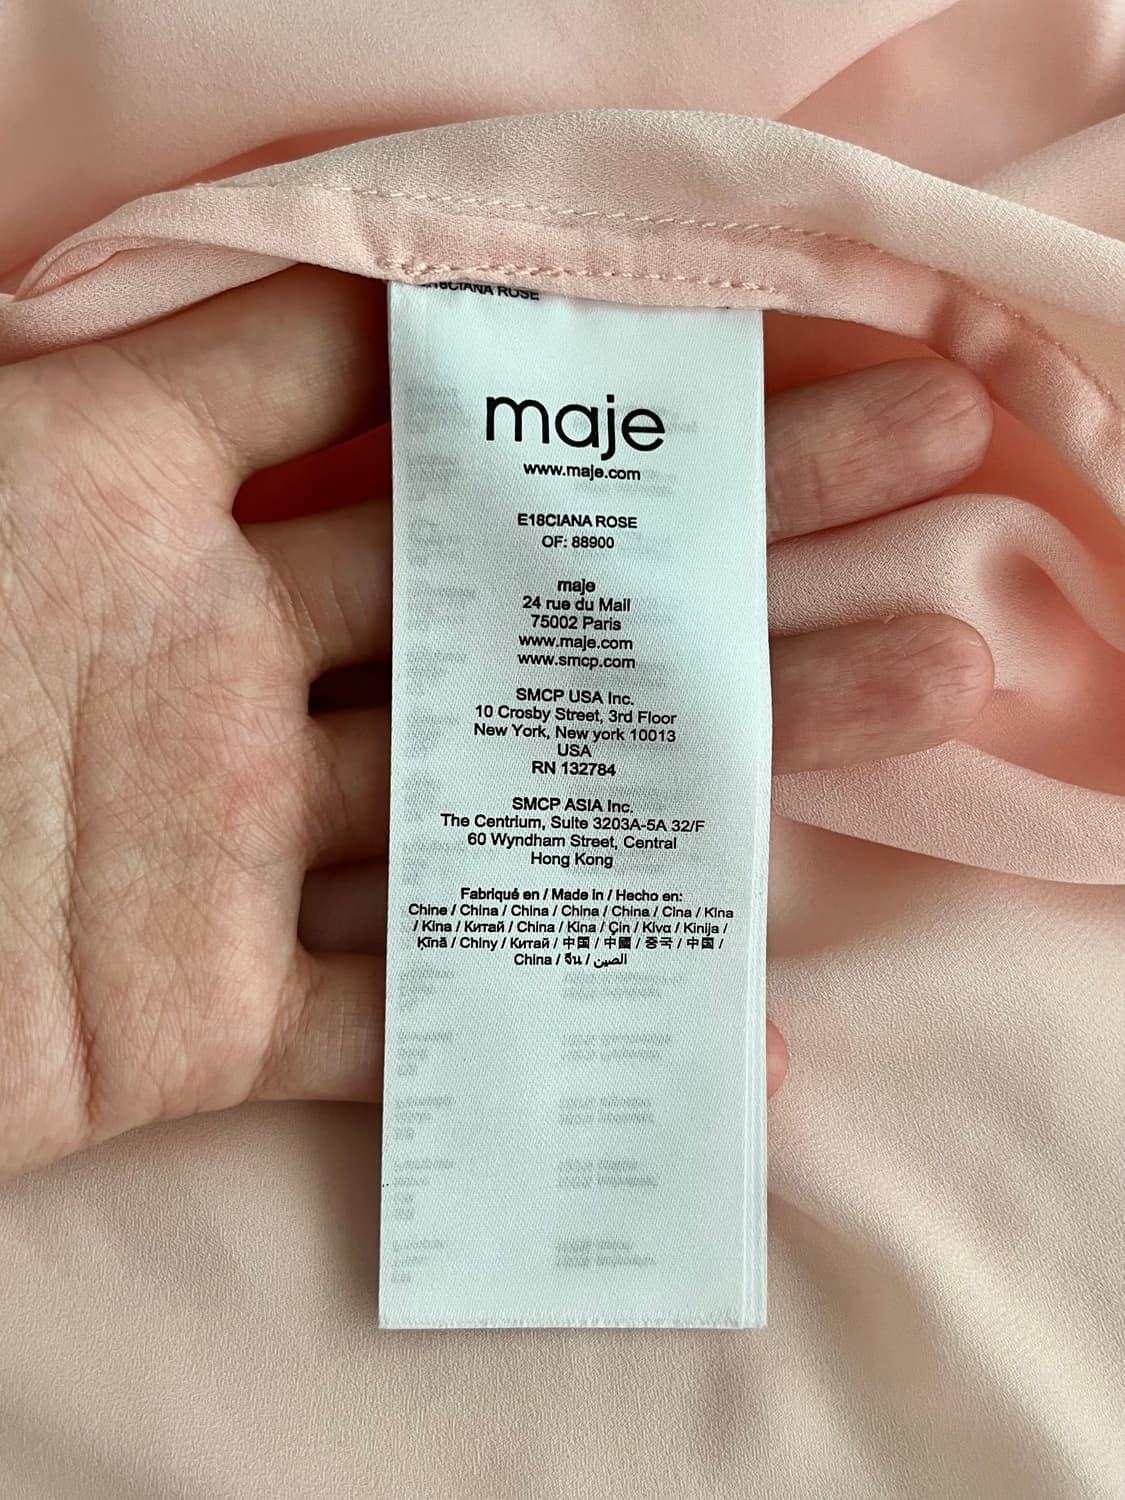 E18CIANA ROSE
maje
www.maje.com
E18CIANA ROSE
OF: 88900
maje
24 rue du Mail
75002 Paris
www.maje.com
www.smcp.com
SMCP USA Inc.
10 Crosby Street, 3rd Floor
New York, New york 10013
USA
RN 132784
SMCP ASIA Inc.
The Centrium, Suite 3203A-5A 32/F
60 Wyndham Street, Central
Hong Kong
Fabriqué en / Made in / Hecho en:
Chine / China / China / China / China / Cina / Kina
/ Kina / Китай / China / Kina / Çin / Κίνα / Kinija /
Ķīnā / Chiny / Китай / 中国 / 中國 / 중국 / 中国 /
China / จีน / الصين